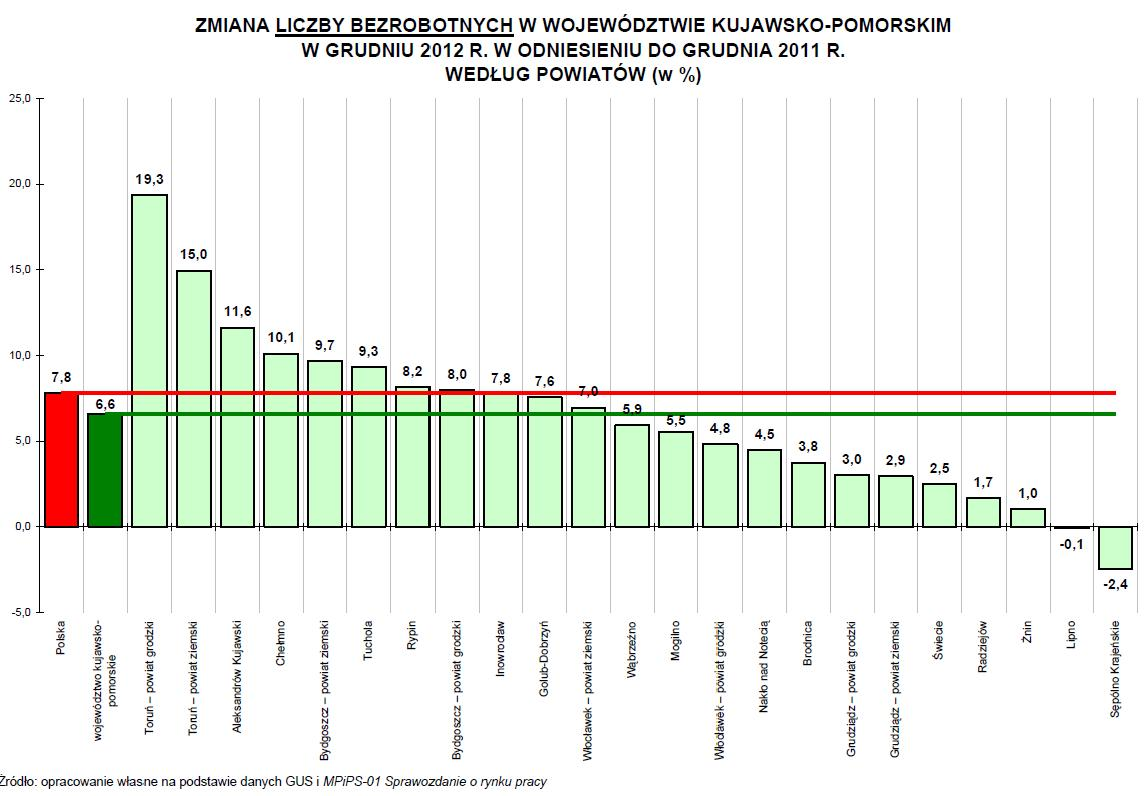 ZMIANA LICZBY BEZROBOTNYCH W WOJEWÓDZTWIE KUJAWSKO-POMORSKIM
W GRUDNIU 2012 R. W ODNIESIENIU DO GRUDNIA 2011 R.
WEDŁUG POWIATÓW (w %)
25,0
20,0
15,0
10,0
5,0
0,0
-5,0
7,8
6,6
19,3
15,0
11,6
10,1
9,7
9,3
8,2
8,0
7,8
7,6
7,0
5,9
5,5
4,8
4,5
3,8
3,0
2,9
2,5
1,7
1,0
-0,1
-2,4
Polska
województwo kujawsko-
pomorskie
Toruń – powiat grodzki
Toruń – powiat ziemski
Aleksandrów Kujawski
Chełmno
Bydgoszcz – powiat ziemski
Tuchola
Rypin
Bydgoszcz – powiat grodzki
Inowrocław
Golub-Dobrzyń
Włocławek – powiat ziemski
Wąbrzeźno
Mogilno
Włocławek – powiat grodzki
Nakło nad Notecią
Brodnica
Grudziądz – powiat grodzki
Grudziądz – powiat ziemski
Świecie
Radziejów
Żnin
Lipno
Sępólno Krajeńskie
Źródło: opracowanie własne na podstawie danych GUS i MPiPS-01 Sprawozdanie o rynku pracy